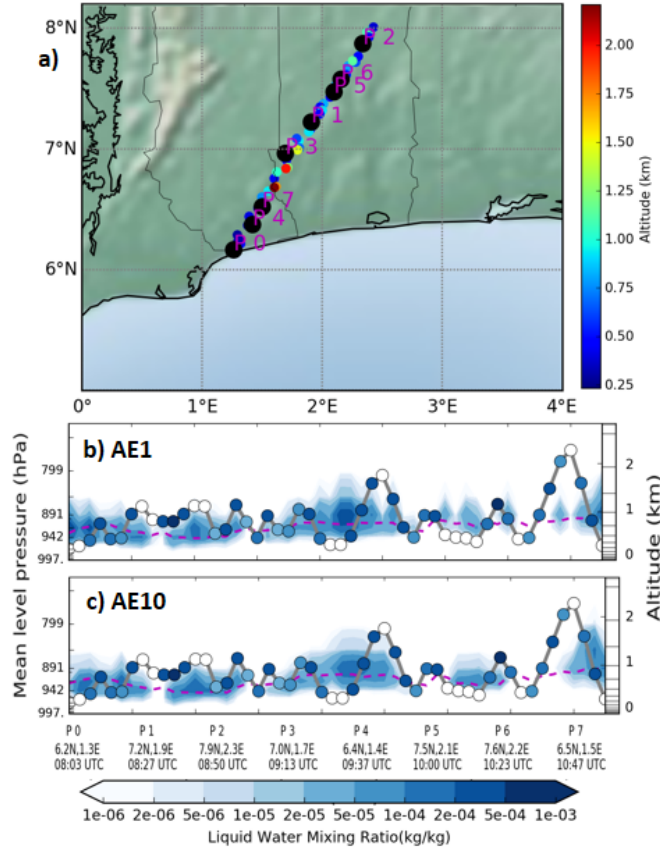 a)
8°N
7°N
6°N
0°
1°E
2°E
3°E
4°E
P 2
P 6
P 5
P 1
P 3
P 7
P 4
P 0
2.00
1.75
1.50
1.25
1.00
0.75
0.50
0.25
Altitude (km)
b) AE1
Mean level pressure (hPa)
799
891
942
997.
2
1
0
Altitude (km)
c) AE10
799
891
942
997.
2
1
0
P 0 P 1 P 2 P 3 P 4 P 5 P 6 P 7
6.2N,1.3E 7.2N,1.9E 7.9N,2.3E 7.0N,1.7E 6.4N,1.4E 7.5N,2.1E 7.6N,2.2E 6.5N,1.5E
08:03 UTC 08:27 UTC 08:50 UTC 09:13 UTC 09:37 UTC 10:00 UTC 10:23 UTC 10:47 UTC
1e-06 2e-06 5e-06 1e-05 2e-05 5e-05 1e-04 2e-04 5e-04 1e-03
Liquid Water Mixing Ratio(kg/kg)